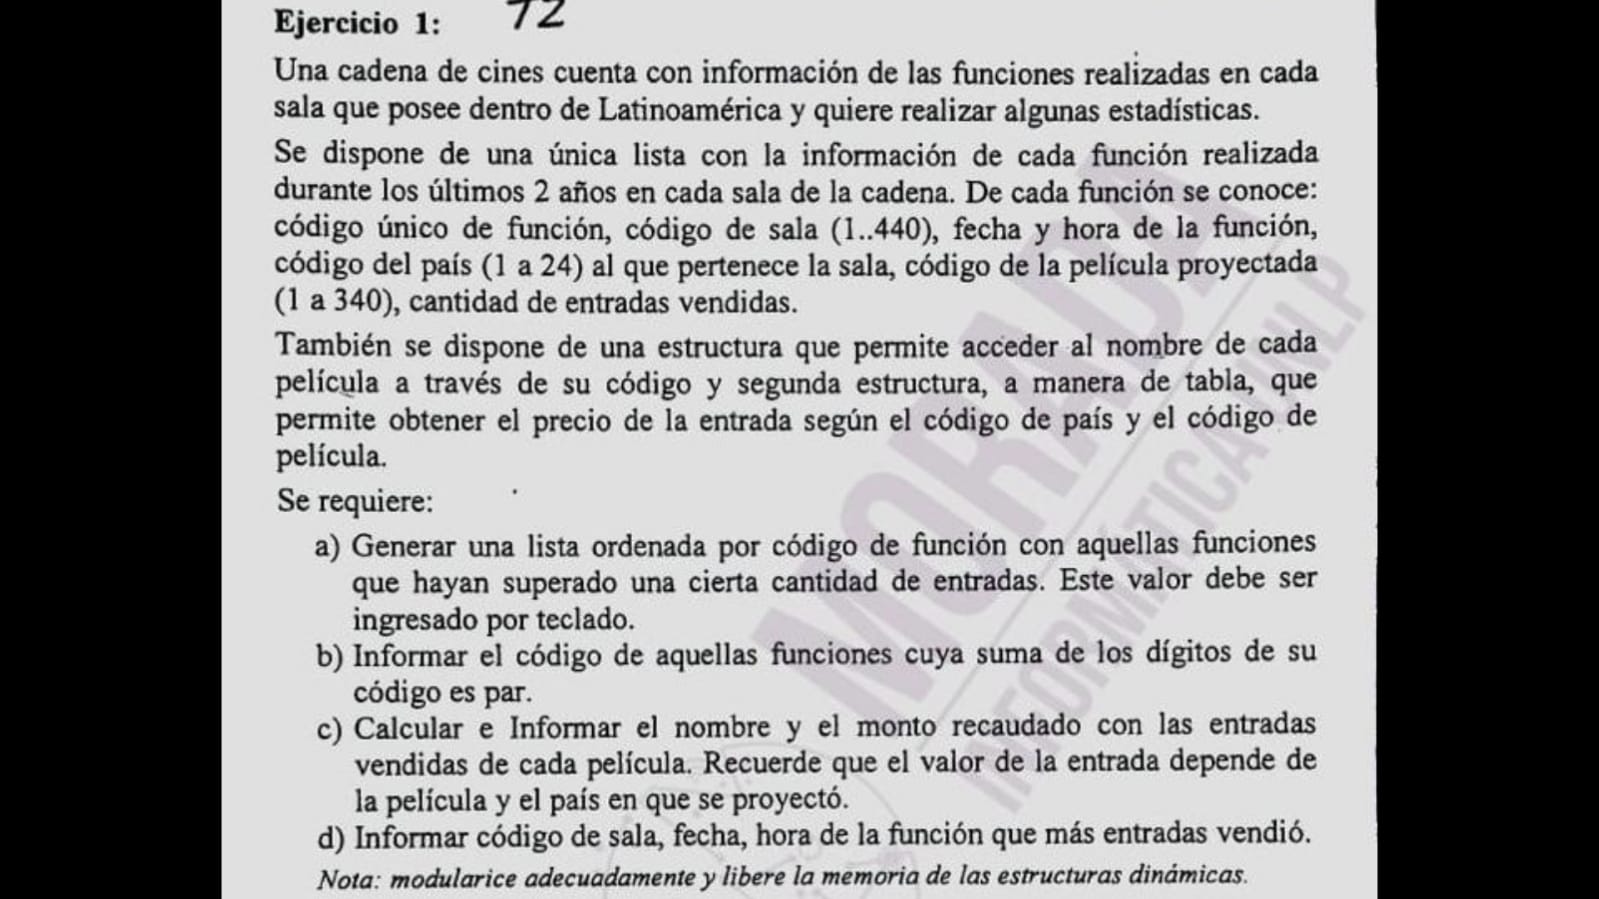 Ejercicio 1: T2
Una cadena de cines cuenta con información de las funciones realizadas en cada
sala que posee dentro de Latinoamérica y quiere realizar algunas estadísticas.
Se dispone de una única lista con la información de cada función realizada
durante los últimos 2 años en cada sala de la cadena. De cada función se conoce:
código único de función, código de sala (1..440), fecha y hora de la función,
código del país (1 a 24) al que pertenece la sala, código de la película proyectada
(1 a 340), cantidad de entradas vendidas.
También se dispone de una estructura que permite acceder al nombre de cada
película a través de su código y segunda estructura, a manera de tabla, que
permite obtener el precio de la entrada según el código de país y el código de
película.
Se requiere:
a) Generar una lista ordenada por código de función con aquellas funciones
que hayan superado una cierta cantidad de entradas. Este valor debe ser
ingresado por teclado.
b) Informar el código de aquellas funciones cuya suma de los dígitos de su
código es par.
c) Calcular e Informar el nombre y el monto recaudado con las entradas
vendidas de cada película. Recuerde que el valor de la entrada depende de
la película y el país en que se proyectó.
d) Informar código de sala, fecha, hora de la función que más entradas vendió.
Nota: modularice adecuadamente y libere la memoria de las estructuras dinámicas.
MORADA
INFORMÁTICA UNLP